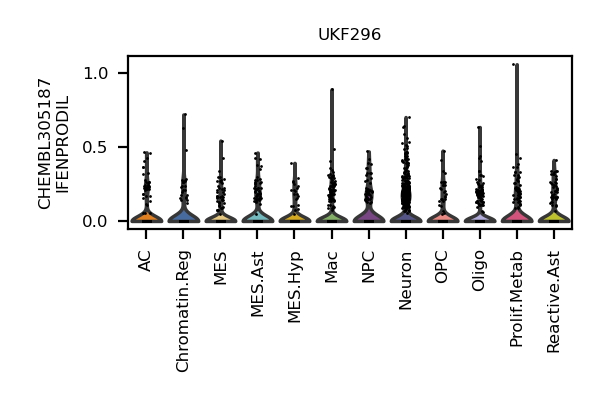 UKF296
CHEMBL305187
IFENPRODIL
1.0
0.5
0.0
AC
Chromatin.Reg
MES
MES.Ast
MES.Hyp
Mac
NPC
Neuron
OPC
Oligo
Prolif.Metab
Reactive.Ast